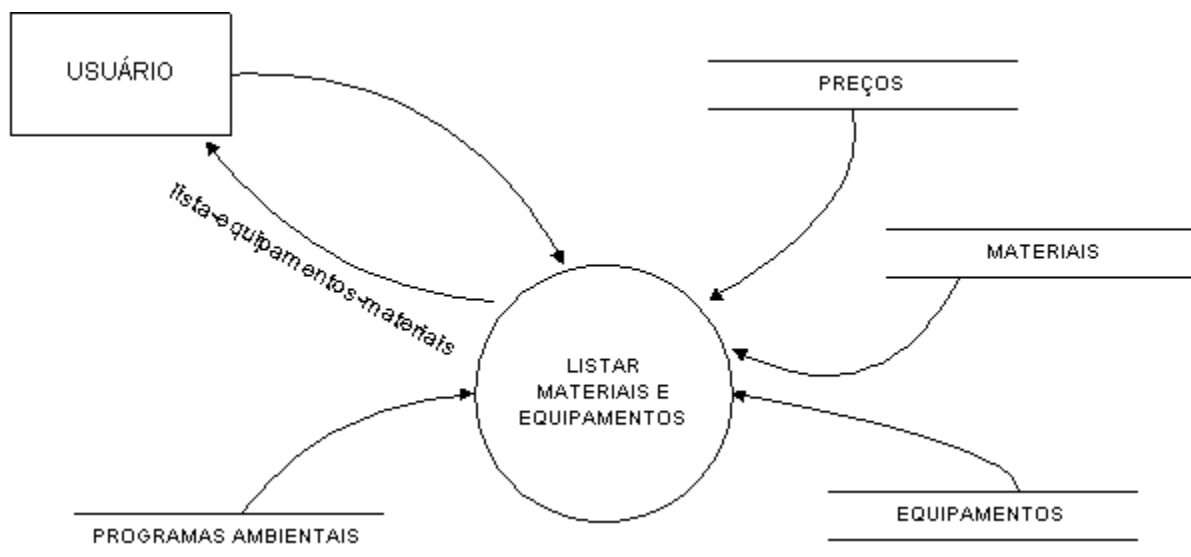 USUÁRIO
PREÇOS
lista-equipamentos-materiais
MATERIAIS
LISTAR
MATERIAIS E
EQUIPAMENTOS
PROGRAMAS AMBIENTAIS
EQUIPAMENTOS